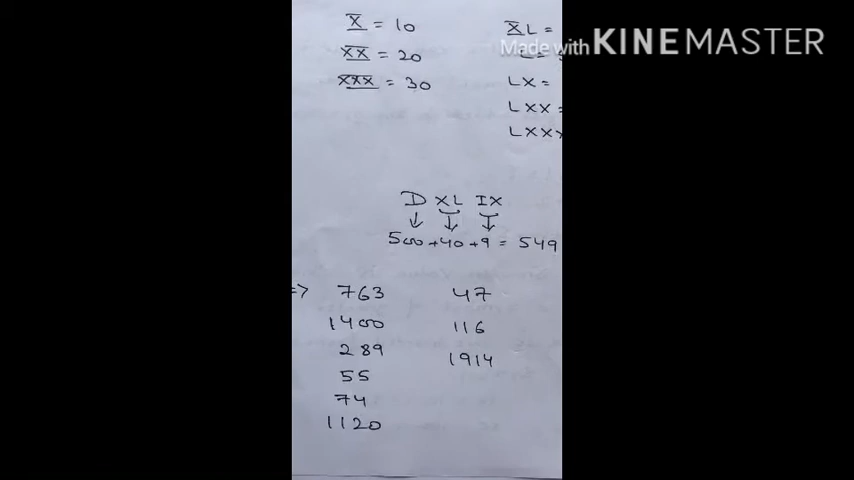 X = 10
XL =
Made with KINEMASTER
XX = 20
L =
XXX = 30
LX =
LXX =
LXXX
D XL IX
500 + 40 + 9 = 549
=> 763 47
1400 116
289 1914
55
74
1120